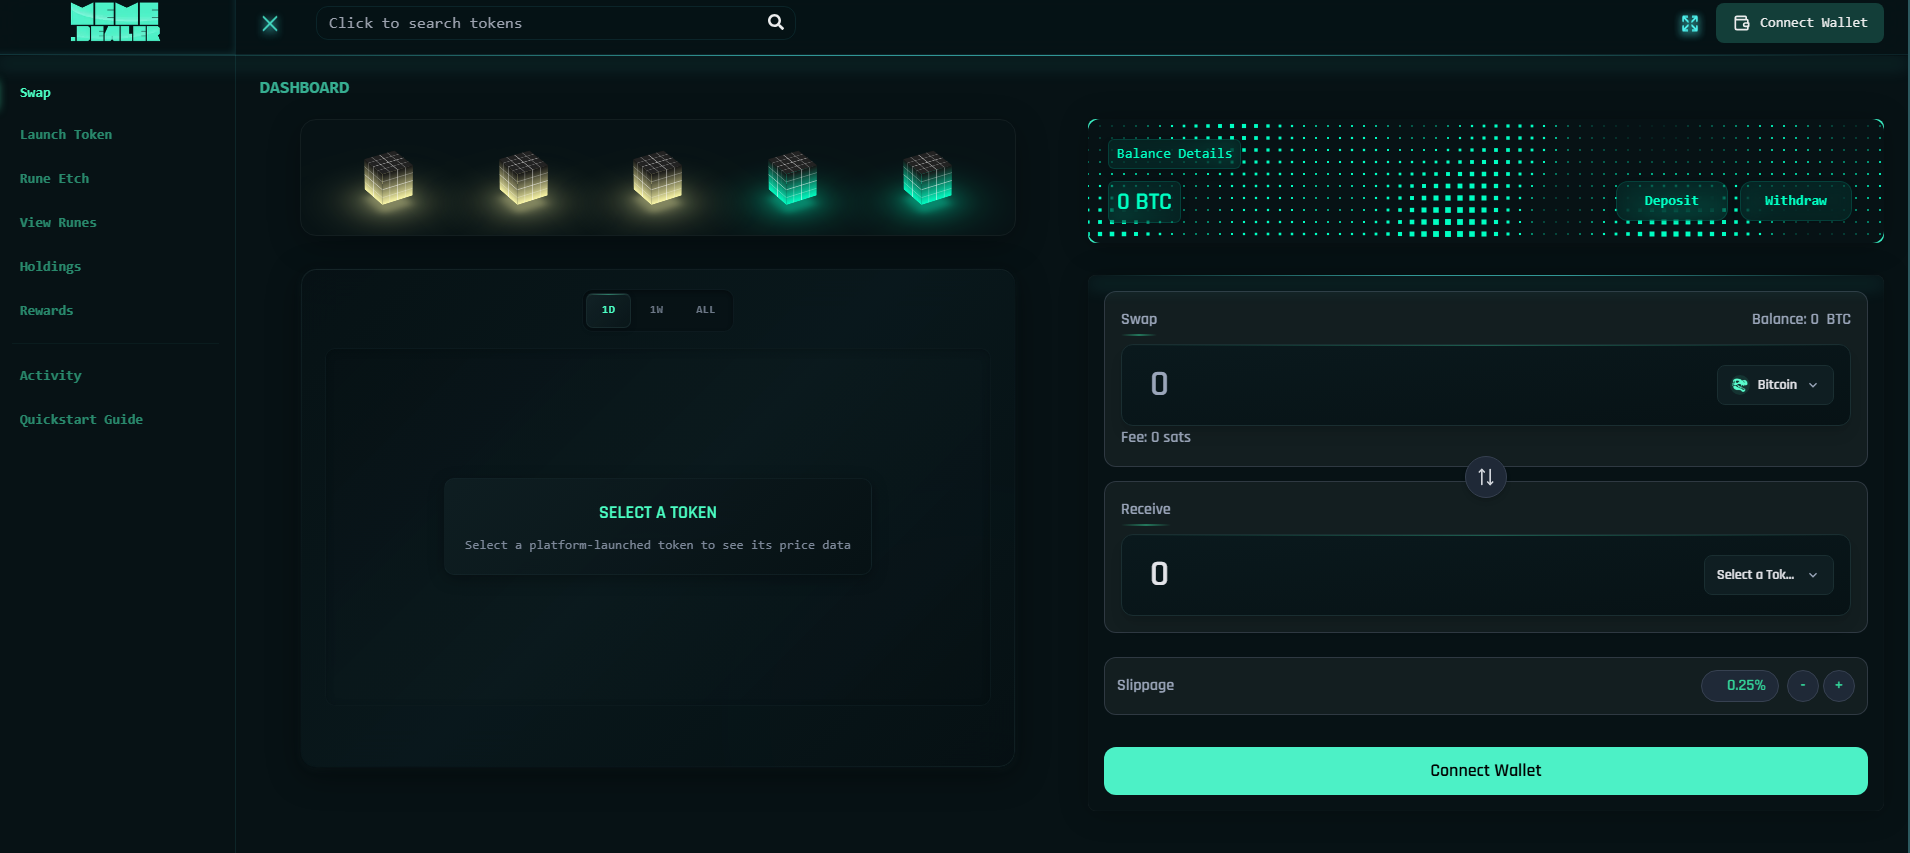 MEME
.DEALER
Click to search tokens
Connect Wallet
Swap
Launch Token
Rune Etch
View Runes
Holdings
Rewards
Activity
Quickstart Guide
DASHBOARD
1D 1W ALL
SELECT A TOKEN
Select a platform-launched token to see its price data
Balance Details
0 BTC
Deposit Withdraw
Swap Balance: 0 BTC
0 Bitcoin
Fee: 0 sats
Receive
0 Select a Tok...
Slippage 0.25% - +
Connect Wallet